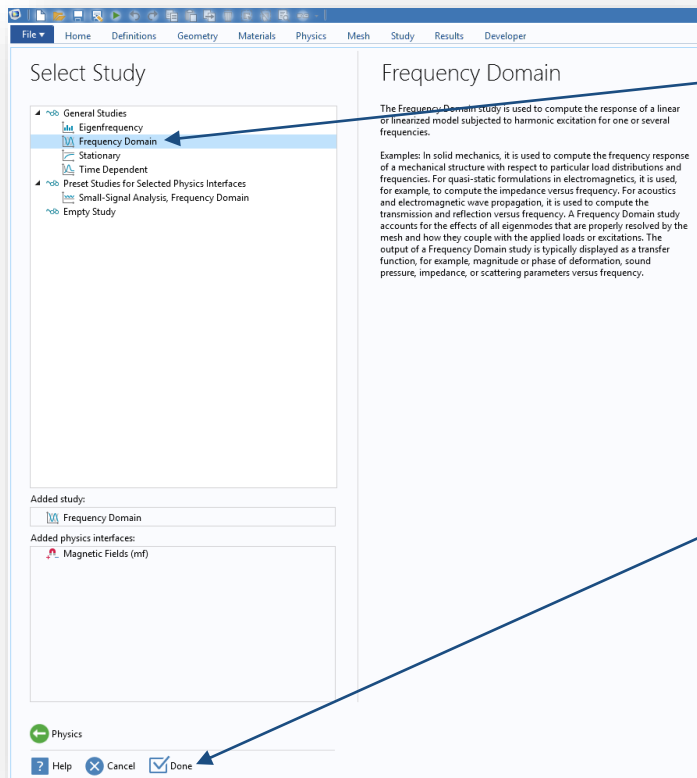 File Home Definitions Geometry Materials Physics Mesh Study Results Developer
Select Study
General Studies
Eigenfrequency
Frequency Domain
Stationary
Time Dependent
Preset Studies for Selected Physics Interfaces
Small-Signal Analysis, Frequency Domain
Empty Study
Added study:
Frequency Domain
Added physics interfaces:
Magnetic Fields (mf)
Physics
? Help Cancel Done
Frequency Domain
The Frequency Domain study is used to compute the response of a linear
or linearized model subjected to harmonic excitation for one or several
frequencies.
Examples: In solid mechanics, it is used to compute the frequency response
of a mechanical structure with respect to particular load distributions and
frequencies. For quasi-static formulations in electromagnetics, it is used,
for example, to compute the impedance versus frequency. For acoustics
and electromagnetic wave propagation, it is used to compute the
transmission and reflection versus frequency. A Frequency Domain study
accounts for the effects of all eigenmodes that are properly resolved by the
mesh and how they couple with the applied loads or excitations. The
output of a Frequency Domain study is typically displayed as a transfer
function, for example, magnitude or phase of deformation, sound
pressure, impedance, or scattering parameters versus frequency.